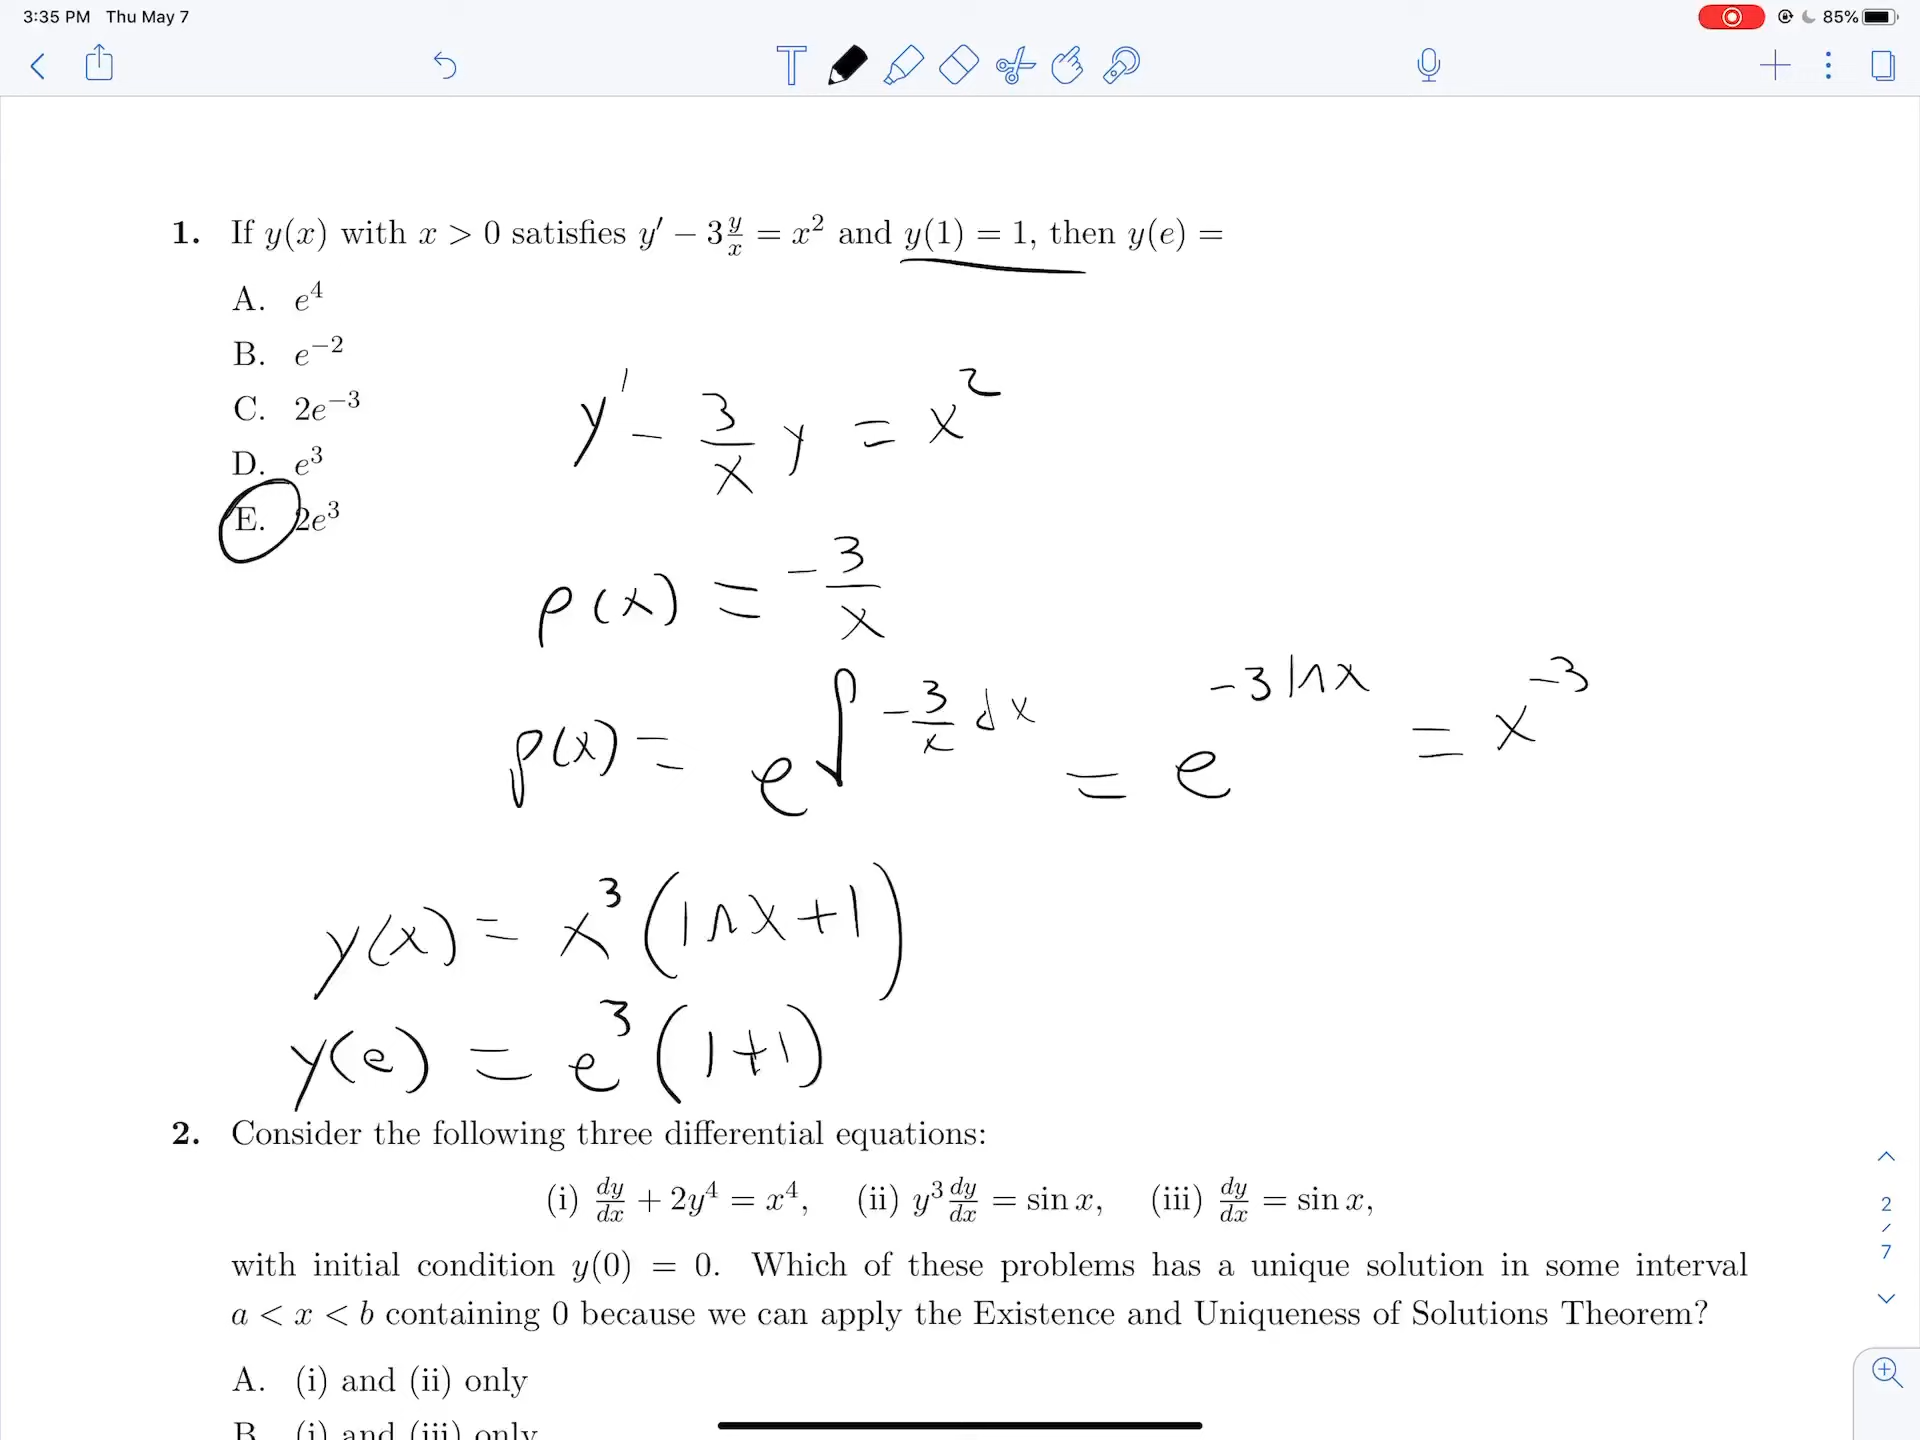 3:35 PM Thu May 7
85%
1. If y(x) with x > 0 satisfies y′ − 3 y/x = x² and y(1) = 1, then y(e) =
A. e⁴
B. e⁻²
C. 2e⁻³
D. e³
E. 2e³
y′ − 3/x y = x²
p(x) = −3/x
ρ(x) = e^∫ −3/x dx = e^−3 ln x = x⁻³
y(x) = x³ (ln x + 1)
y(e) = e³ (1+1)
2. Consider the following three differential equations:
(i) dy/dx + 2y⁴ = x⁴, (ii) y³ dy/dx = sin x, (iii) dy/dx = sin x,
with initial condition y(0) = 0. Which of these problems has a unique solution in some interval
a < x < b containing 0 because we can apply the Existence and Uniqueness of Solutions Theorem?
A. (i) and (ii) only
B. (i) and (iii) only
2 / 7